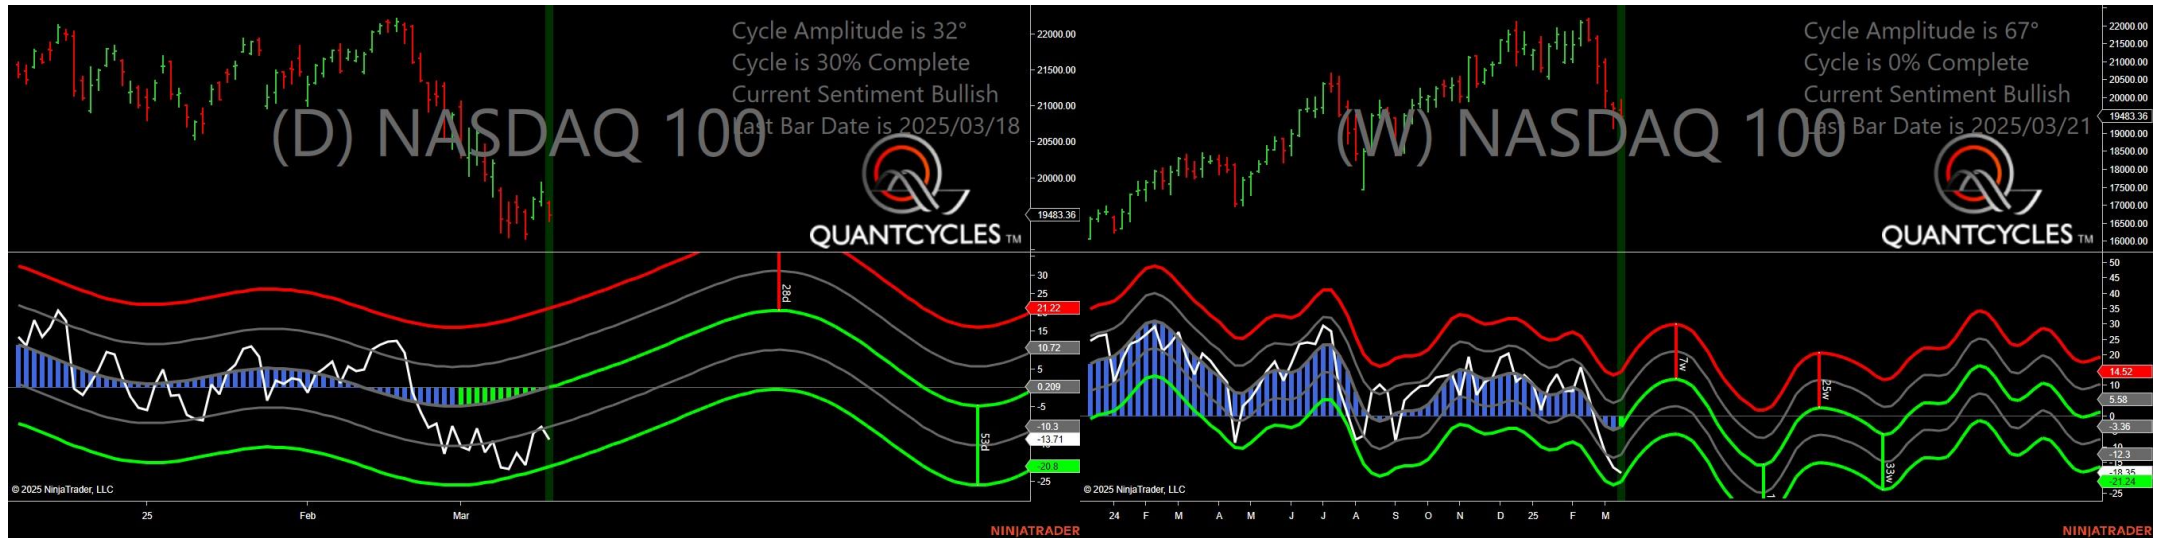 Cycle Amplitude is 32°
Cycle is 30% Complete
Current Sentiment Bullish
Last Bar Date is 2025/03/18
(D) NASDAQ 100
QUANTCYCLES TM
22000.00
21500.00
21000.00
20500.00
20000.00
19483.36
28d
53d
30
25
21.22
15
10.72
5
0.209
-5
-10.3
-13.71
-20.8
-25
© 2025 NinjaTrader, LLC
25
Feb
Mar
NINJATRADER
Cycle Amplitude is 67°
Cycle is 0% Complete
Current Sentiment Bullish
Last Bar Date is 2025/03/21
(W) NASDAQ 100
QUANTCYCLES TM
22000.00
21500.00
21000.00
20500.00
20000.00
19483.36
19000.00
18500.00
18000.00
17500.00
17000.00
16500.00
16000.00
7w
25w
33w
50
45
40
35
30
25
20
14.52
10
5.58
0
-3.36
-12.3
-18.35
-21.24
-25
© 2025 NinjaTrader, LLC
24 F M A M J J A S O N D 25 F M
NINJATRADER